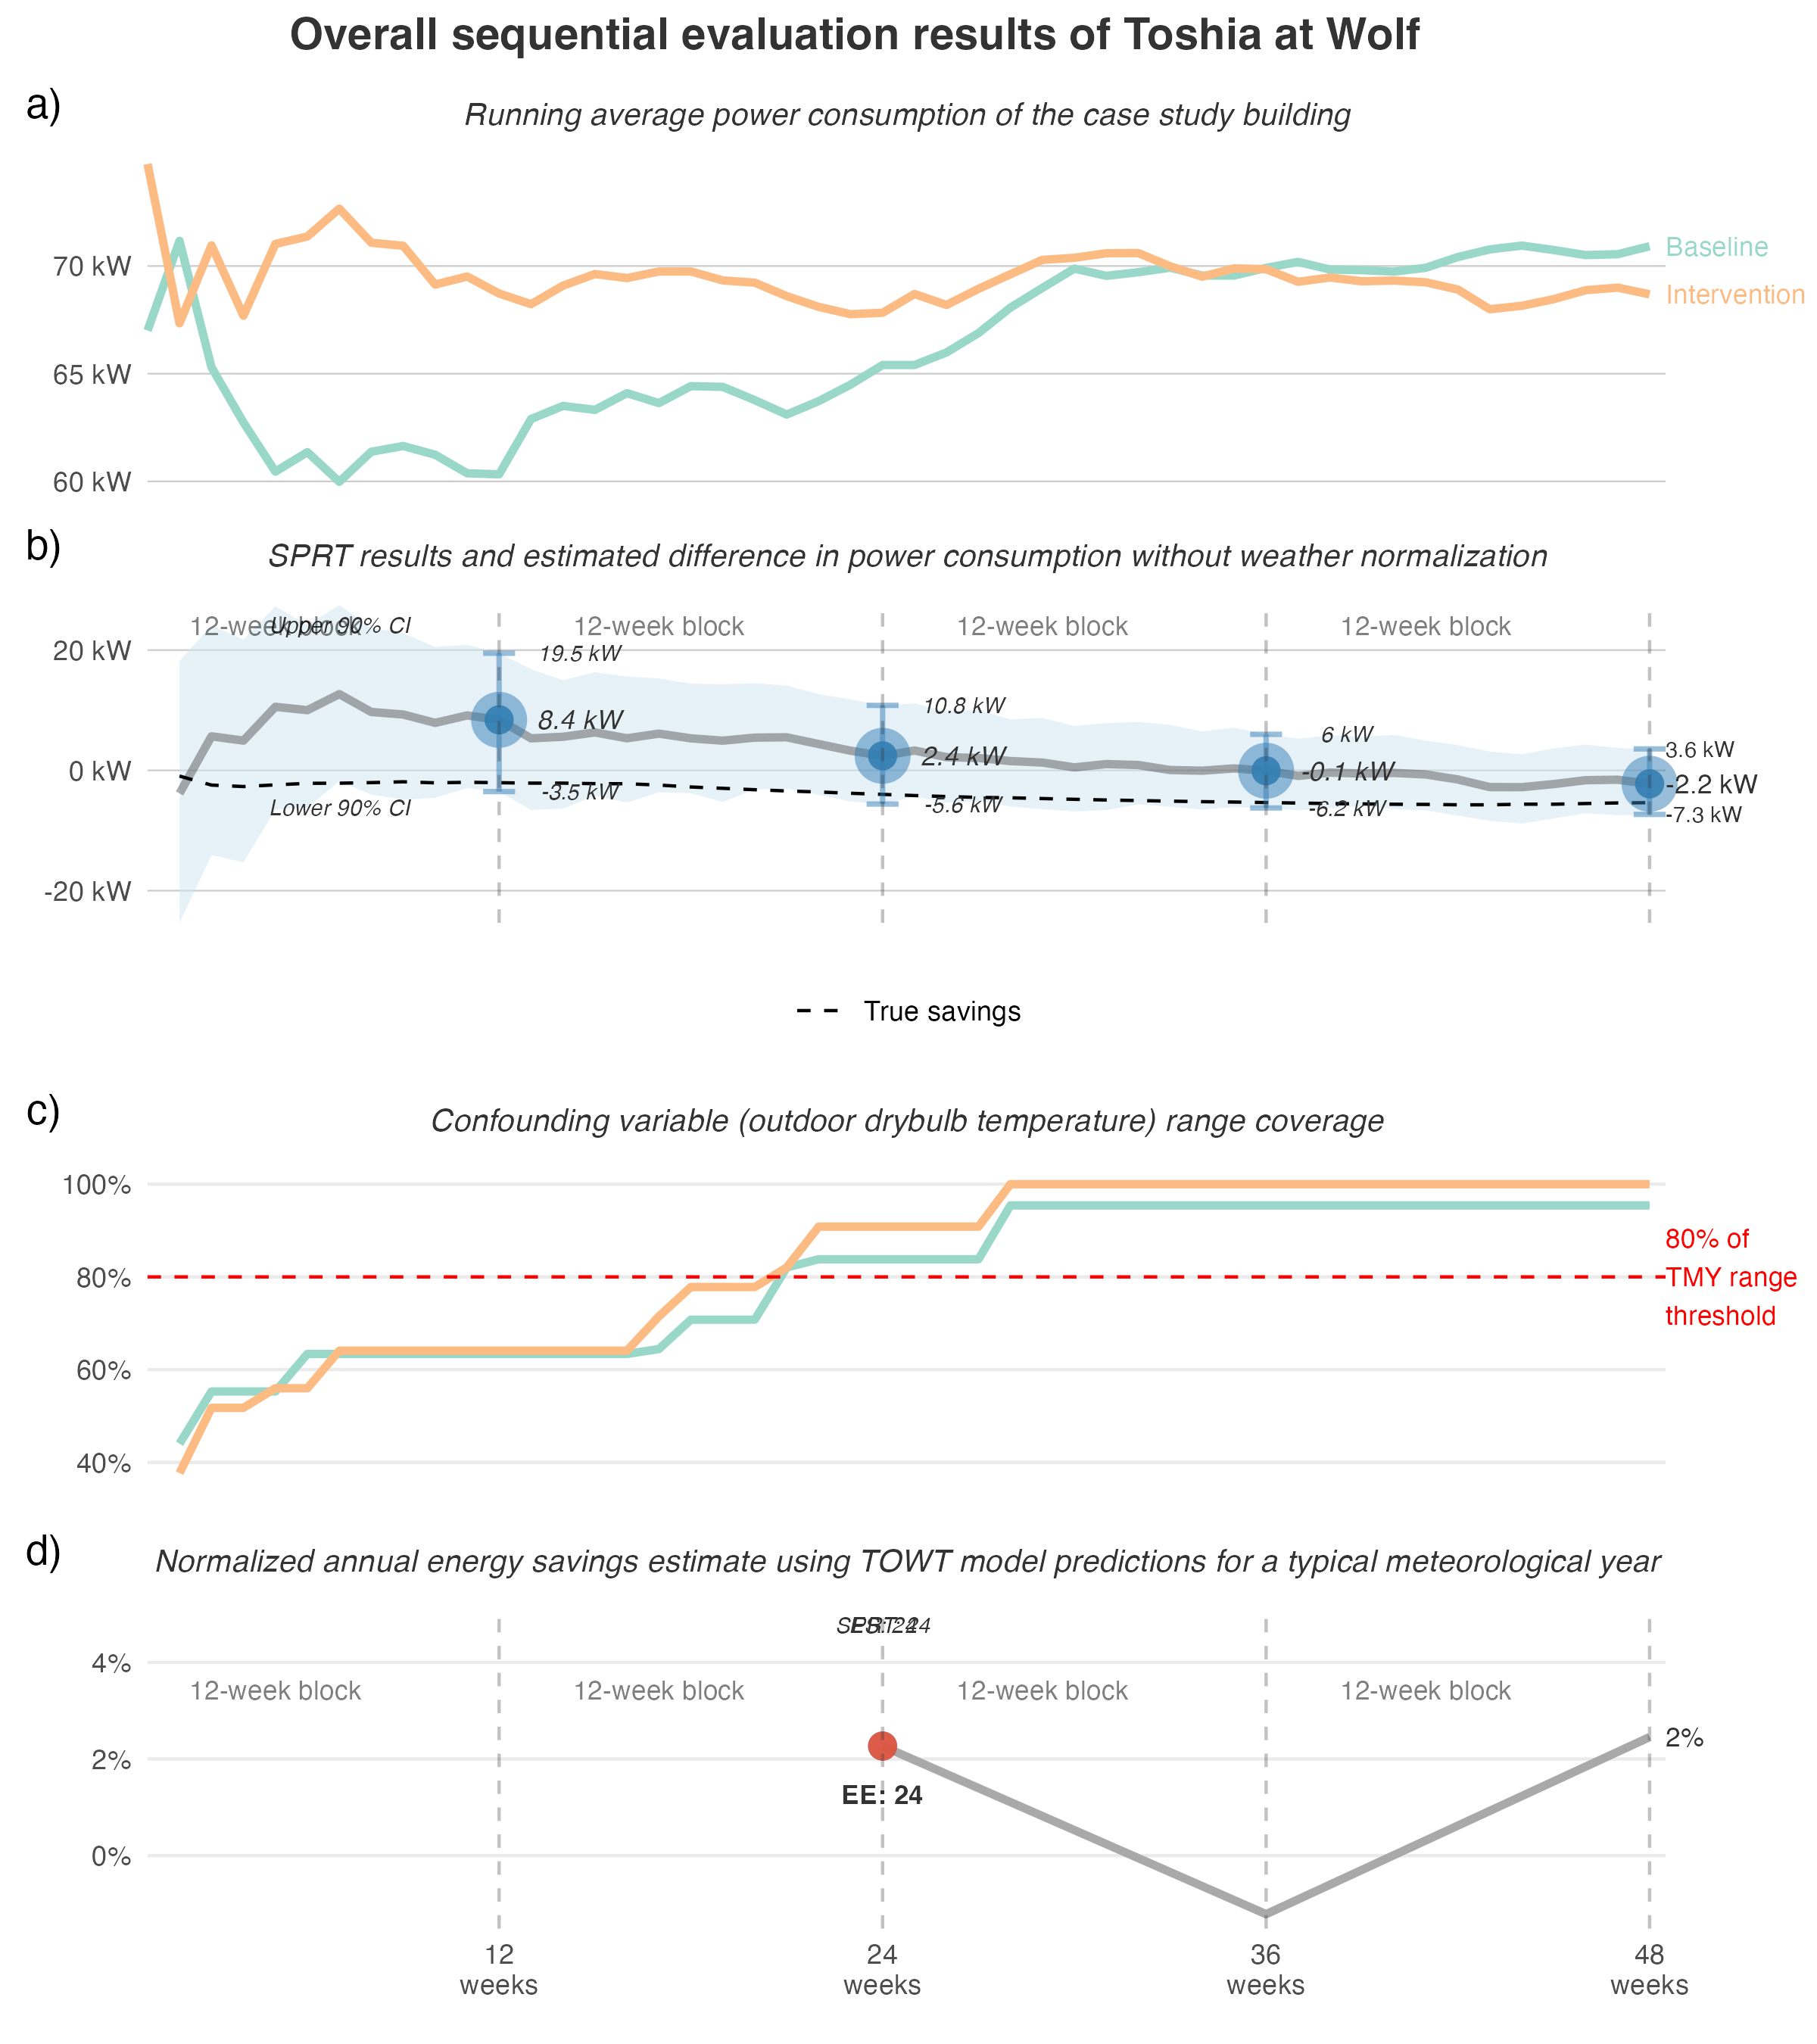 Overall sequential evaluation results of Toshia at Wolf
a)
Running average power consumption of the case study building
70 kW
65 kW
60 kW
Baseline
Intervention
b)
SPRT results and estimated difference in power consumption without weather normalization
12-week block
12-week block
12-week block
12-week block
Upper 90% CI
Lower 90% CI
20 kW
0 kW
-20 kW
19.5 kW
8.4 kW
-3.5 kW
10.8 kW
2.4 kW
-5.6 kW
6 kW
-0.1 kW
-6.2 kW
3.6 kW
-2.2 kW
-7.3 kW
True savings
c)
Confounding variable (outdoor drybulb temperature) range coverage
100%
80%
60%
40%
80% of
TMY range
threshold
d)
Normalized annual energy savings estimate using TOWT model predictions for a typical meteorological year
4%
2%
0%
12-week block
12-week block
12-week block
12-week block
EE: 24
2%
12
weeks
24
weeks
36
weeks
48
weeks